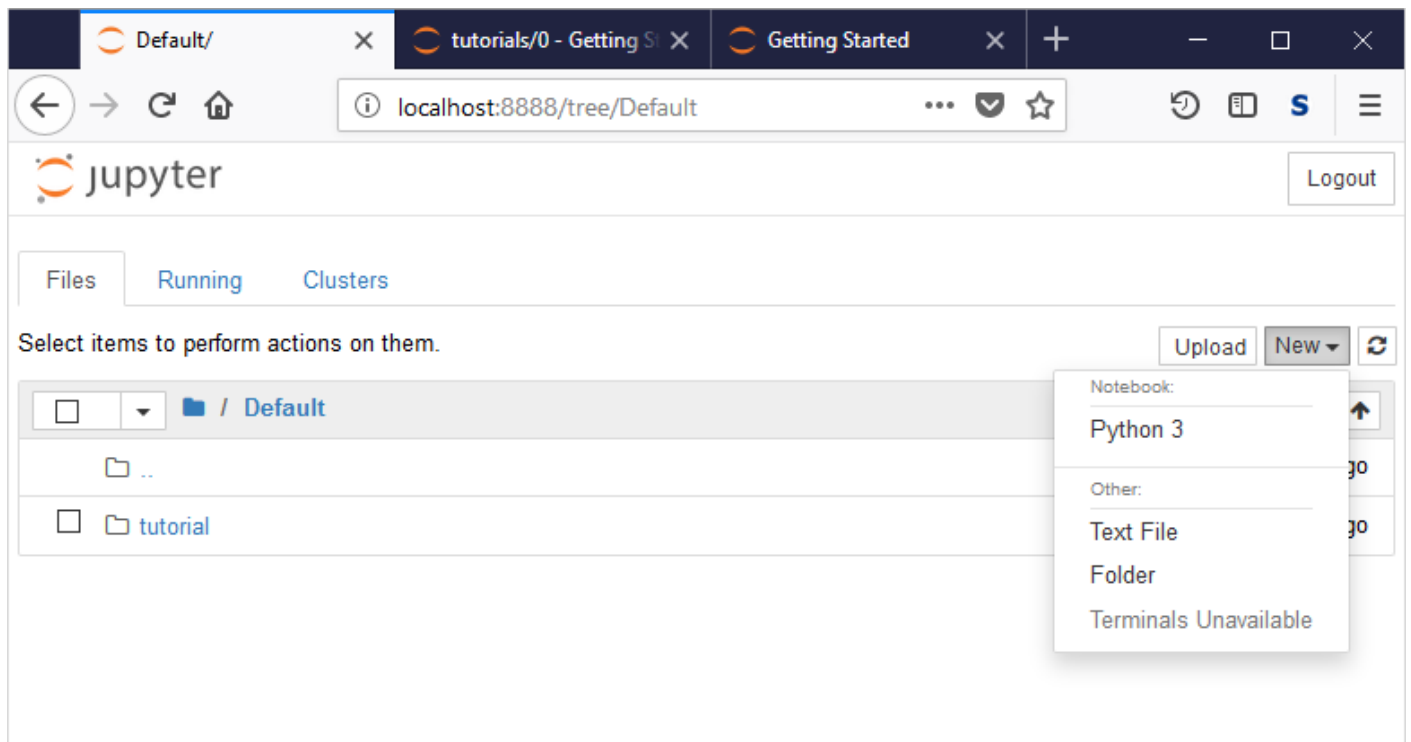 Default/
tutorials/0 - Getting S
Getting Started
localhost:8888/tree/Default
S
jupyter
Logout
Files
Running
Clusters
Select items to perform actions on them.
Upload
New
/ Default
Notebook:
Python 3
..
go
Other:
tutorial
Text File
go
Folder
Terminals Unavailable